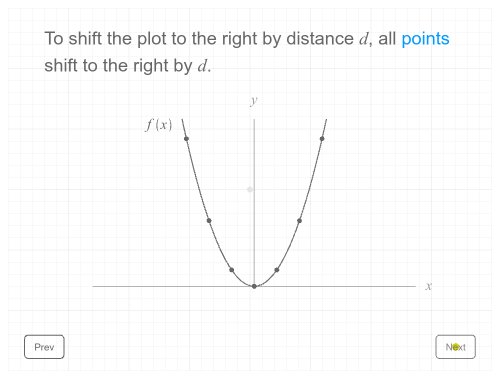 To shift the plot to the right by distance d, all points
shift to the right by d.
y
f(x)
x
Prev
Next